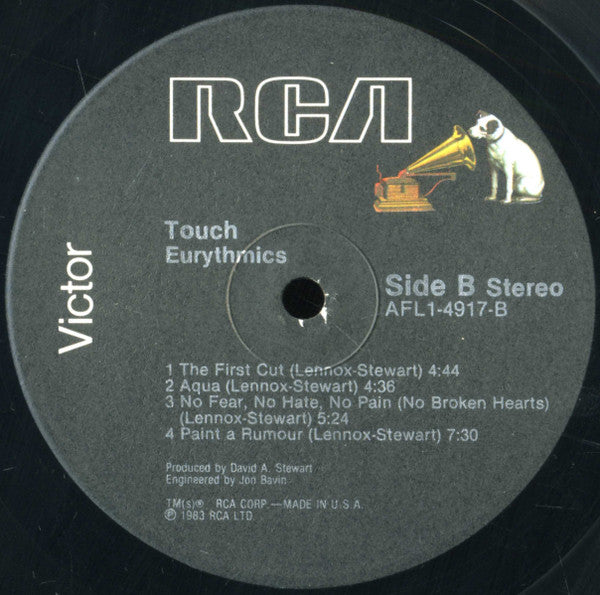 RCA
Victor
Touch
Eurythmics
Side B Stereo
AFL1-4917-B
1 The First Cut (Lennox-Stewart) 4:44
2 Aqua (Lennox-Stewart) 4:36
3 No Fear, No Hate, No Pain (No Broken Hearts)
(Lennox-Stewart) 5:24
4 Paint a Rumour (Lennox-Stewart) 7:30
Produced by David A. Stewart
Engineered by Jon Bavin
TM(s)® RCA CORP.—MADE IN U.S.A.
℗ 1983 RCA LTD.